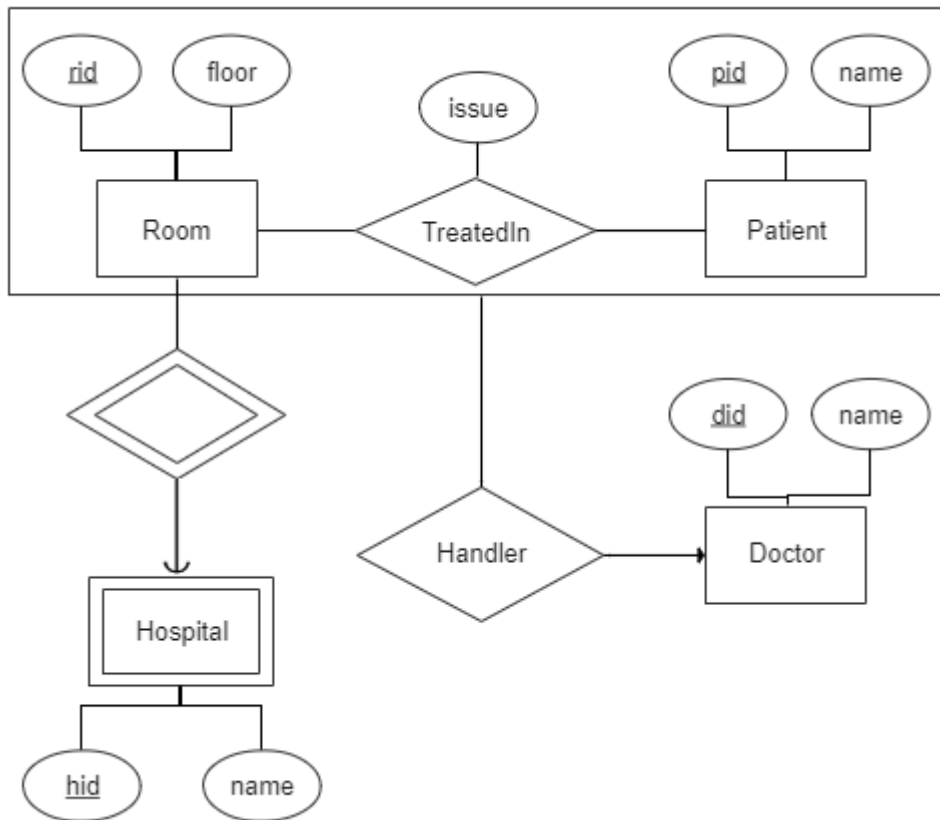 rid
floor
pid
name
issue
Room
TreatedIn
Patient
did
name
Handler
Doctor
Hospital
hid
name